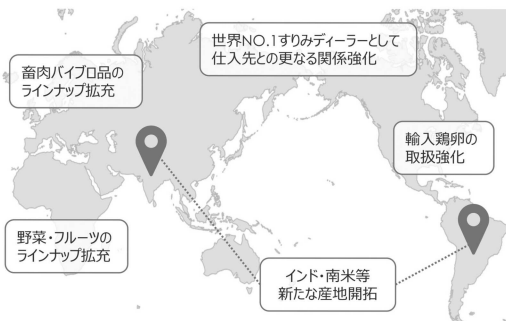 世界NO.1すりみディーラーとして
仕入先との更なる関係強化
畜肉バイプロ品の
ラインナップ拡充
輸入鶏卵の
取扱強化
野菜・フルーツの
ラインナップ拡充
インド・南米等
新たな産地開拓